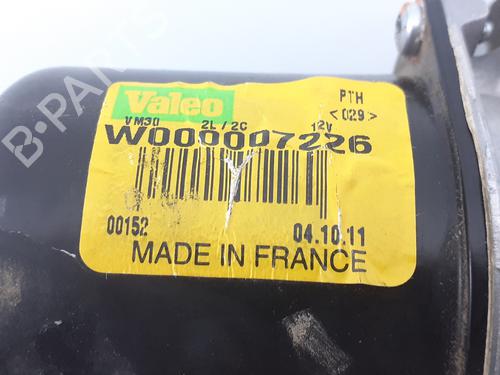 Valeo
PTH
<029>
VM30 2L/2C 12V
W000007226
00152 04.10.11
MADE IN FRANCE
B-PARTS